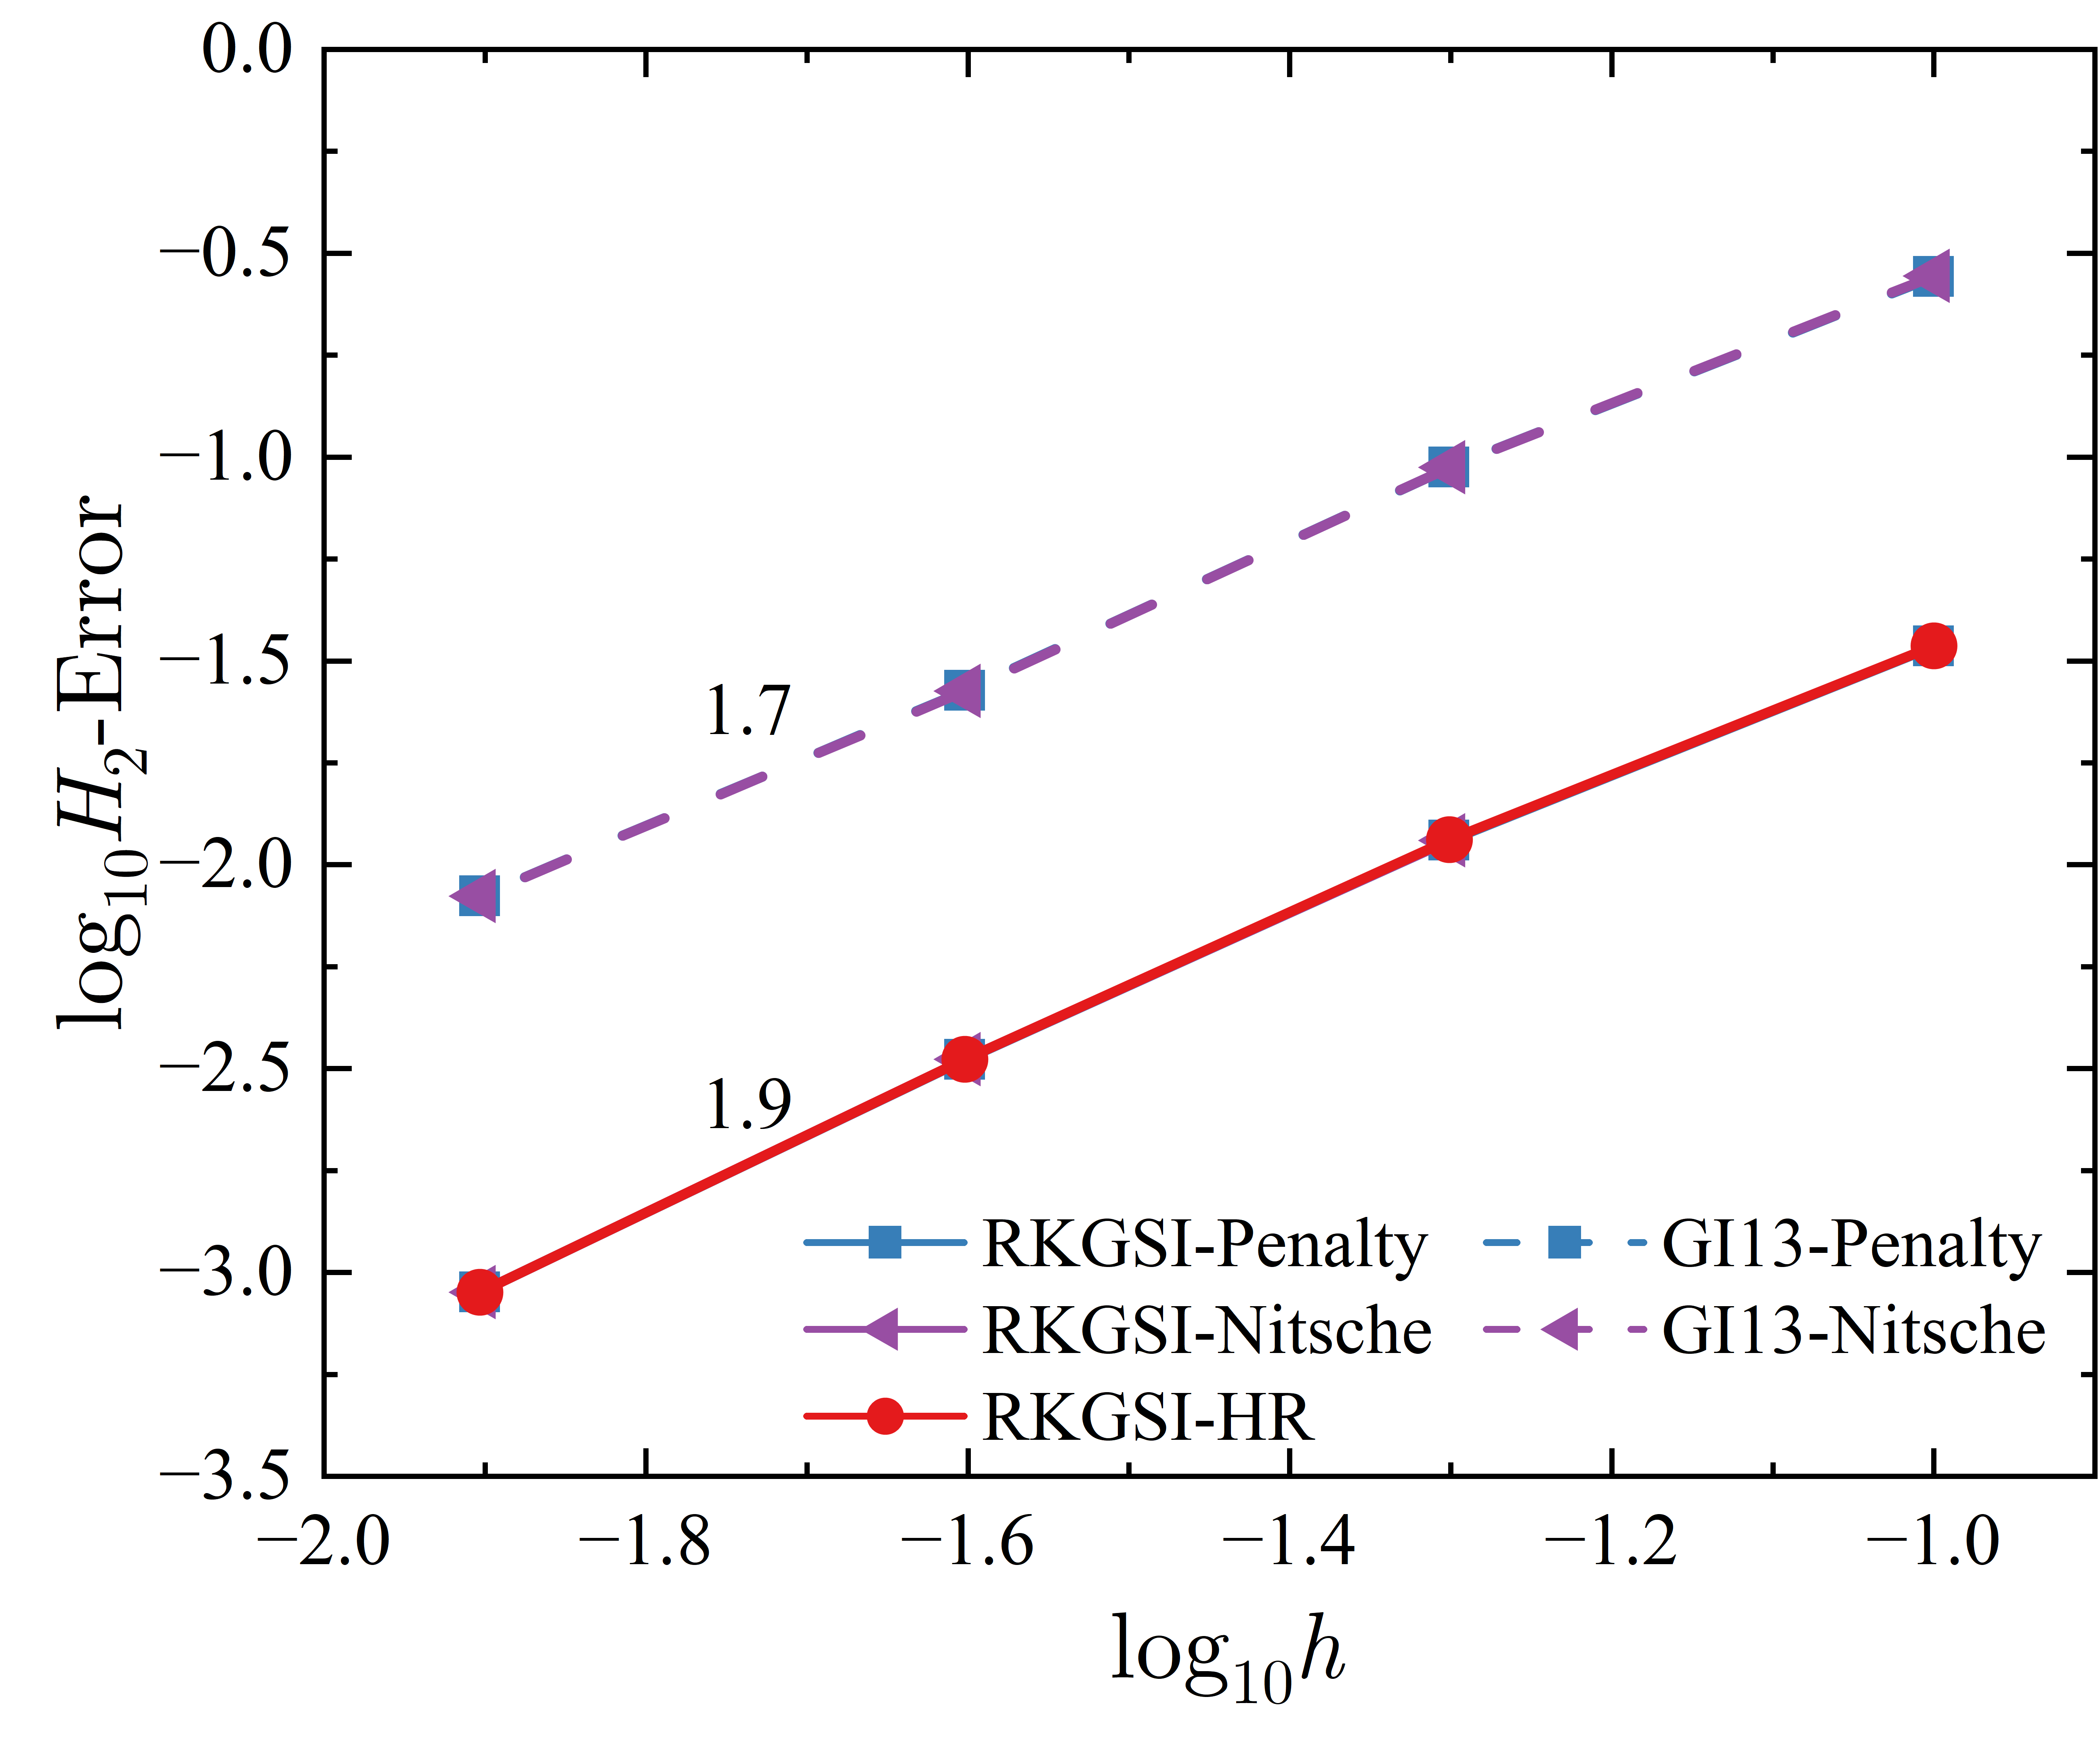 0.0
−0.5
−1.0
−1.5
−2.0
−2.5
−3.0
−3.5
log₁₀H₂-Error
1.7
1.9
RKGSI-Penalty
GI13-Penalty
RKGSI-Nitsche
GI13-Nitsche
RKGSI-HR
−2.0 −1.8 −1.6 −1.4 −1.2 −1.0
log₁₀h